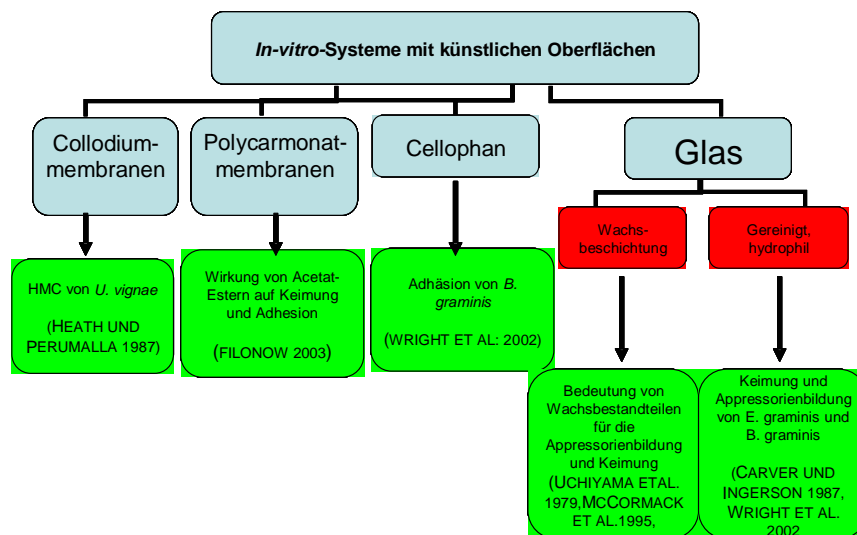 In-vitro-Systeme mit künstlichen Oberflächen
Collodium-
membranen
Polycarmonat-
membranen
Cellophan
Glas
Wachs-
beschichtung
Gereinigt,
hydrophil
HMC von U. vignae
(HEATH UND
PERUMALLA 1987)
Wirkung von Acetat-
Estern auf Keimung
und Adhesion
(FILONOW 2003)
Adhäsion von B.
graminis
(WRIGHT ET AL: 2002)
Bedeutung von
Wachsbestandteilen
für die
Appressorienbildung
und Keimung
(UCHIYAMA ETAL.
1979,MCCORMACK
ET AL.1995,
Keimung und
Appressorienbildung
von E. graminis und
B. graminis
(CARVER UND
INGERSON 1987,
WRIGHT ET AL.
2002